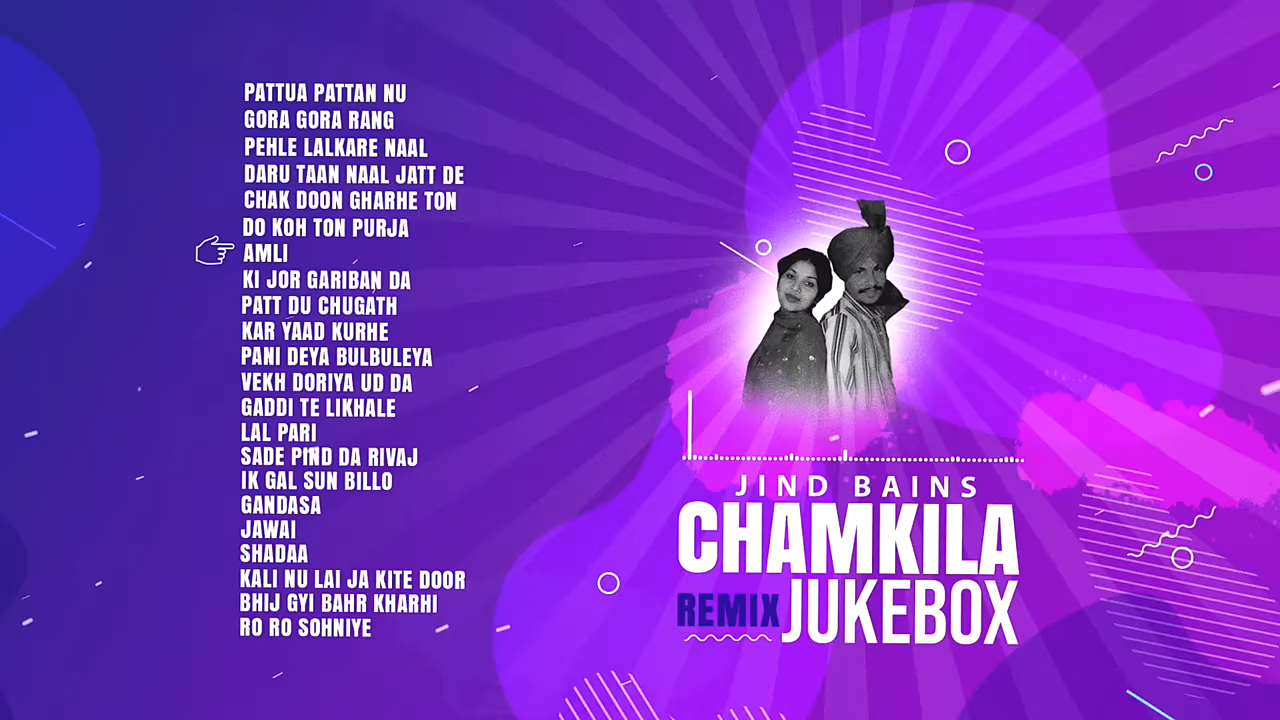 PATTUA PATTAN NU
GORA GORA RANG
PEHLE LALKARE NAAL
DARU TAAN NAAL JATT DE
CHAK DOON GHARHE TON
DO KOH TON PURJA
AMLI
KI JOR GARIBAN DA
PATT DU CHUGATH
KAR YAAD KURHE
PANI DEYA BULBULEYA
VEKH DORIYA UD DA
GADDI TE LIKHALE
LAL PARI
SADE PIND DA RIVAJ
IK GAL SUN BILLO
GANDASA
JAWAI
SHADAA
KALI NU LAI JA KITE DOOR
BHIJ GYI BAHR KHARHI
RO RO SOHNIYE
JIND BAINS
CHAMKILA
REMIX JUKEBOX